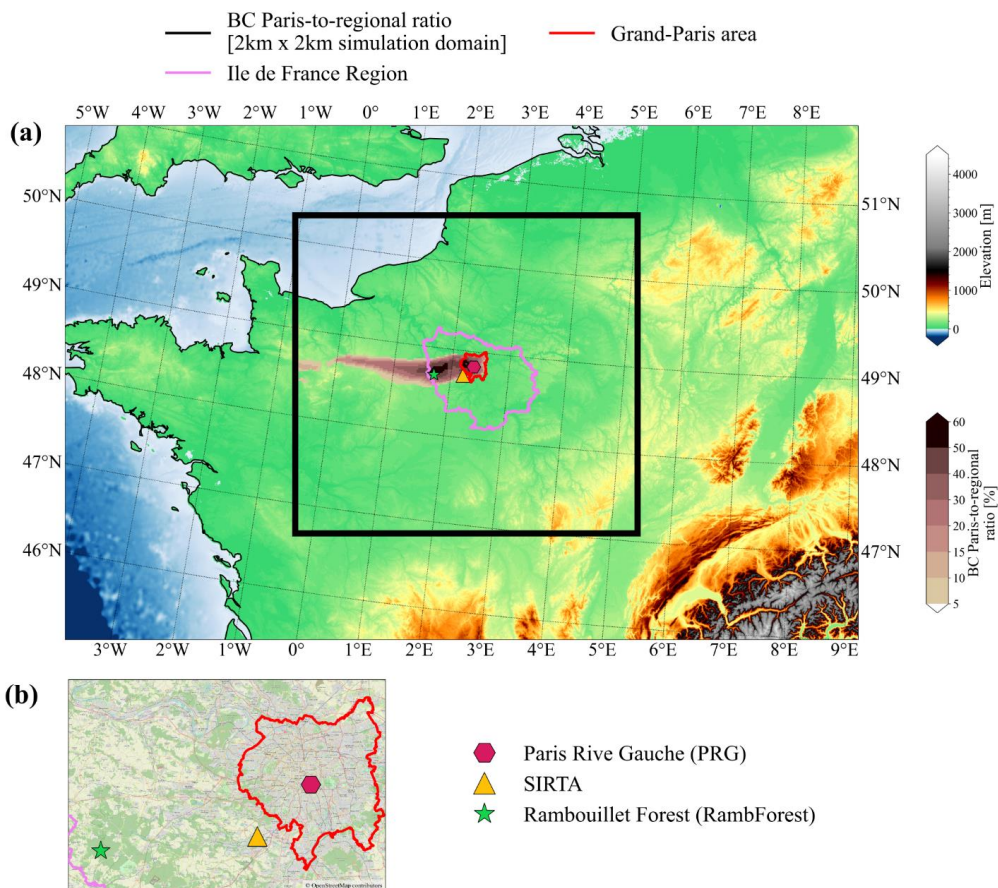 BC Paris-to-regional ratio
[2km x 2km simulation domain]
Grand-Paris area
Ile de France Region
(a)
5°W 4°W 3°W 2°W 1°W 0° 1°E 2°E 3°E 4°E 5°E 6°E 7°E 8°E
50°N
49°N
48°N
47°N
46°N
51°N
50°N
49°N
48°N
47°N
3°W 2°W 1°W 0° 1°E 2°E 3°E 4°E 5°E 6°E 7°E 8°E 9°E
4000
3000
2000
1000
0
Elevation [m]
60
50
40
30
20
15
10
5
BC Paris-to-regional
ratio [%]
(b)
© OpenStreetMap contributors
Paris Rive Gauche (PRG)
SIRTA
Rambouillet Forest (RambForest)